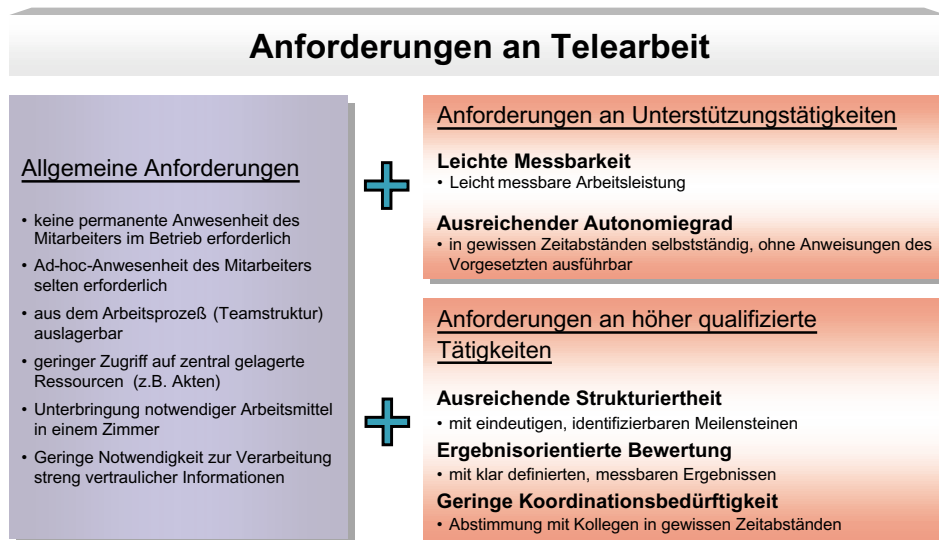 Anforderungen an Telearbeit
Allgemeine Anforderungen
• keine permanente Anwesenheit des
Mitarbeiters im Betrieb erforderlich
• Ad-hoc-Anwesenheit des Mitarbeiters
selten erforderlich
• aus dem Arbeitsprozeß (Teamstruktur)
auslagerbar
• geringer Zugriff auf zentral gelagerte
Ressourcen (z.B. Akten)
• Unterbringung notwendiger Arbeitsmittel
in einem Zimmer
• Geringe Notwendigkeit zur Verarbeitung
streng vertraulicher Informationen
Anforderungen an Unterstützungstätigkeiten
Leichte Messbarkeit
• Leicht messbare Arbeitsleistung
Ausreichender Autonomiegrad
• in gewissen Zeitabständen selbstständig, ohne Anweisungen des
Vorgesetzten ausführbar
Anforderungen an höher qualifizierte
Tätigkeiten
Ausreichende Strukturiertheit
• mit eindeutigen, identifizierbaren Meilensteinen
Ergebnisorientierte Bewertung
• mit klar definierten, messbaren Ergebnissen
Geringe Koordinationsbedürftigkeit
• Abstimmung mit Kollegen in gewissen Zeitabständen